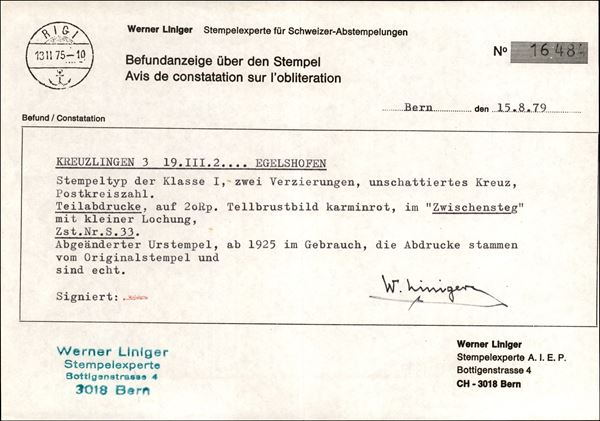 RIGI
13 II 75-10
Werner Liniger Stempelexperte für Schweizer-Abstempelungen
Befundanzeige über den Stempel
Avis de constatation sur l'obliteration
No 1648
Bern den 15.8.79
Befund / Constatation
KREUZLINGEN 3 19.III.2.... EGELSHOFEN
Stempeltyp der Klasse I, zwei Verzierungen, unschattiertes Kreuz,
Postkreiszahl.
Teilabdrucke, auf 20Rp. Tellbrustbild karminrot, im "Zwischensteg"
mit kleiner Lochung,
Zst.Nr.S.33.
Abgeänderter Urstempel, ab 1925 im Gebrauch, die Abdrucke stammen
vom Originalstempel und
sind echt.
Signiert:
W. Liniger
Werner Liniger
Stempelexperte
Bottigenstrasse 4
3018 Bern
Werner Liniger
Stempelexperte A. I. E. P.
Bottigenstrasse 4
CH - 3018 Bern